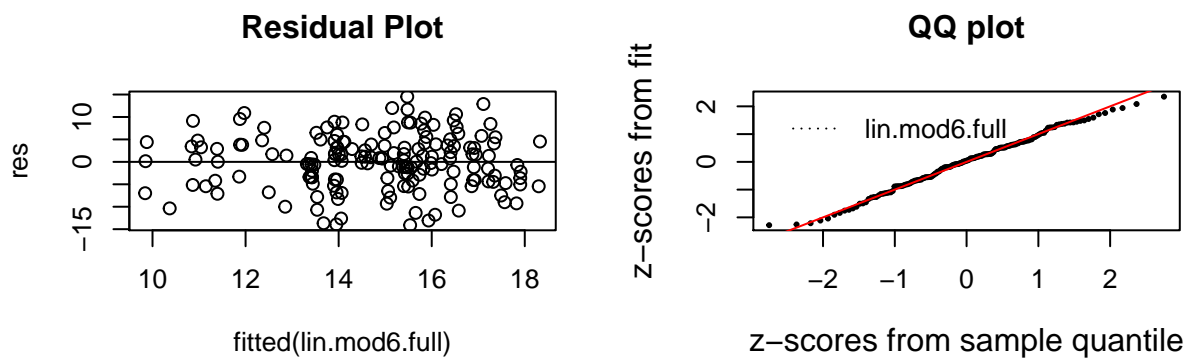 Residual Plot
res
10
0
−15
10 12 14 16 18
fitted(lin.mod6.full)
QQ plot
z−scores from fit
2
0
−2
lin.mod6.full
−2 −1 0 1 2
z−scores from sample quantile